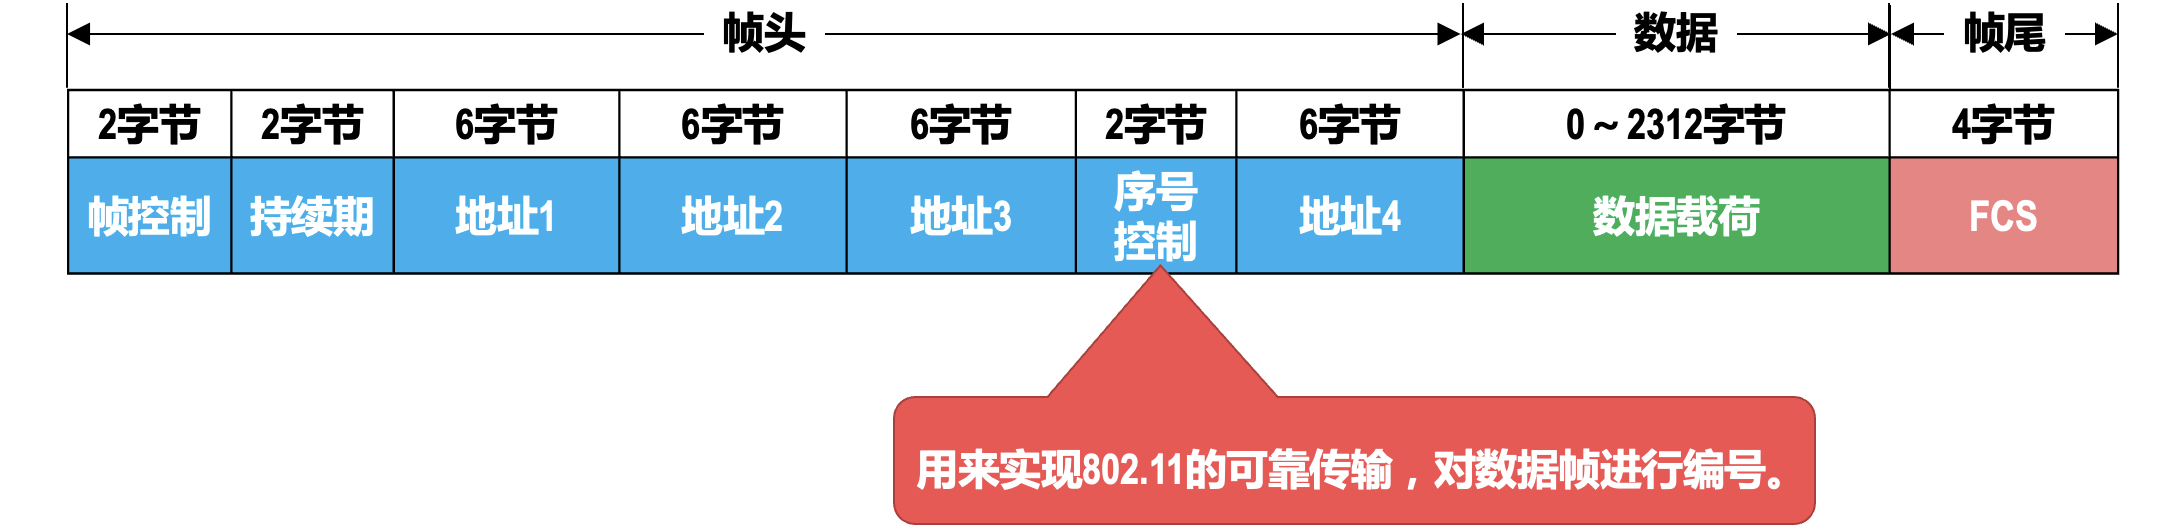 帧头 数据 帧尾
2字节 2字节 6字节 6字节 6字节 2字节 6字节 0～2312字节 4字节
帧控制 持续期 地址1 地址2 地址3 序号控制 地址4 数据载荷 FCS
用来实现802.11的可靠传输，对数据帧进行编号。